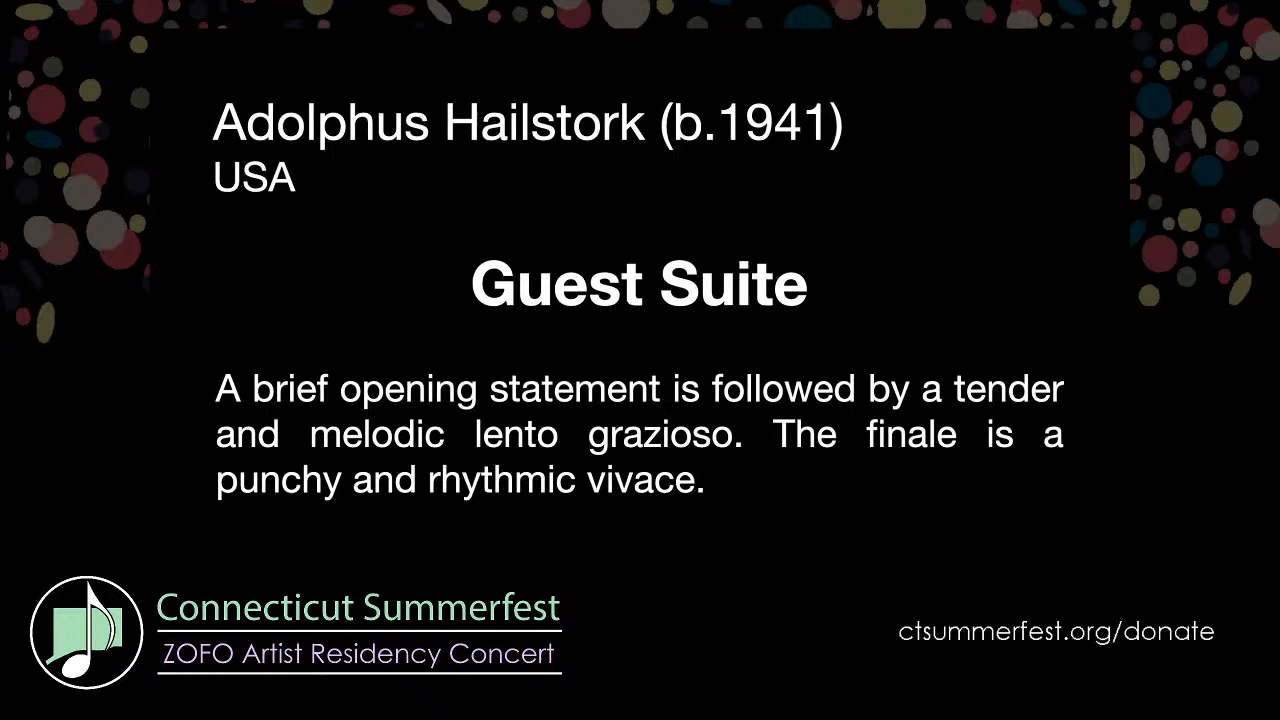 Adolphus Hailstork (b.1941)
USA
Guest Suite
A brief opening statement is followed by a tender
and melodic lento grazioso. The finale is a
punchy and rhythmic vivace.
Connecticut Summerfest
ZOFO Artist Residency Concert
ctsummerfest.org/donate